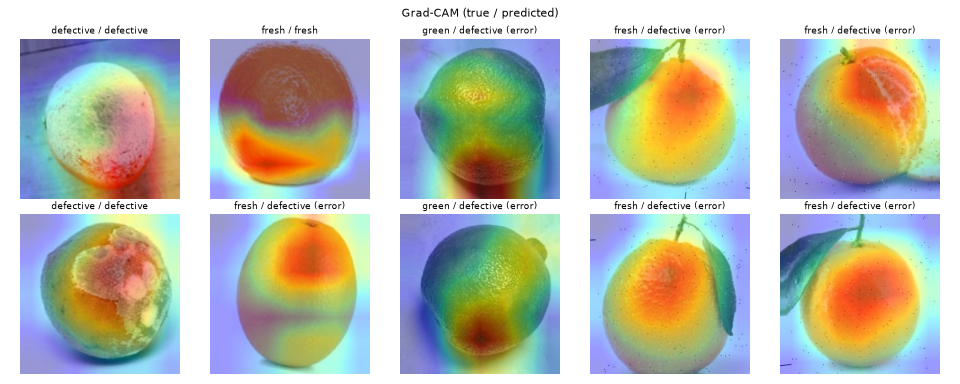 Grad-CAM (true / predicted)
defective / defective
fresh / fresh
green / defective (error)
fresh / defective (error)
fresh / defective (error)
defective / defective
fresh / defective (error)
green / defective (error)
fresh / defective (error)
fresh / defective (error)